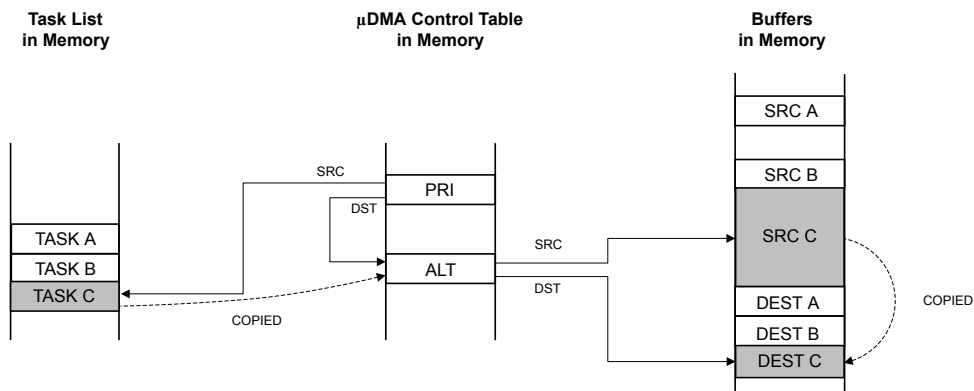 Task List
in Memory
µDMA Control Table
in Memory
Buffers
in Memory
SRC A
SRC B
SRC C
DEST A
DEST B
DEST C
COPIED
SRC
PRI
DST
ALT
SRC
DST
TASK A
TASK B
TASK C
COPIED